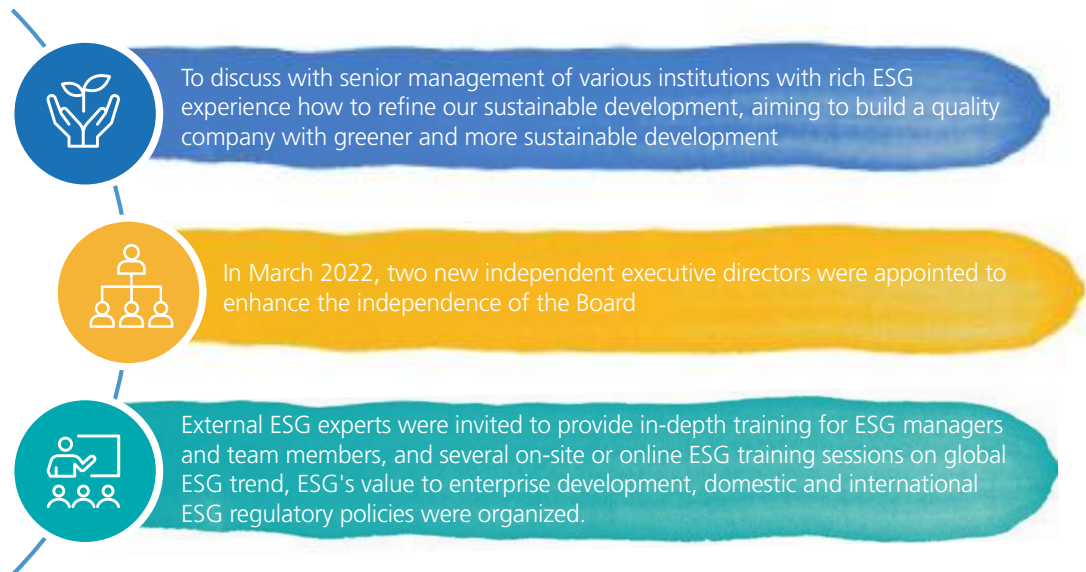 To discuss with senior management of various institutions with rich ESG
experience how to refine our sustainable development, aiming to build a quality
company with greener and more sustainable development
In March 2022, two new independent executive directors were appointed to
enhance the independence of the Board
External ESG experts were invited to provide in-depth training for ESG managers
and team members, and several on-site or online ESG training sessions on global
ESG trend, ESG's value to enterprise development, domestic and international
ESG regulatory policies were organized.